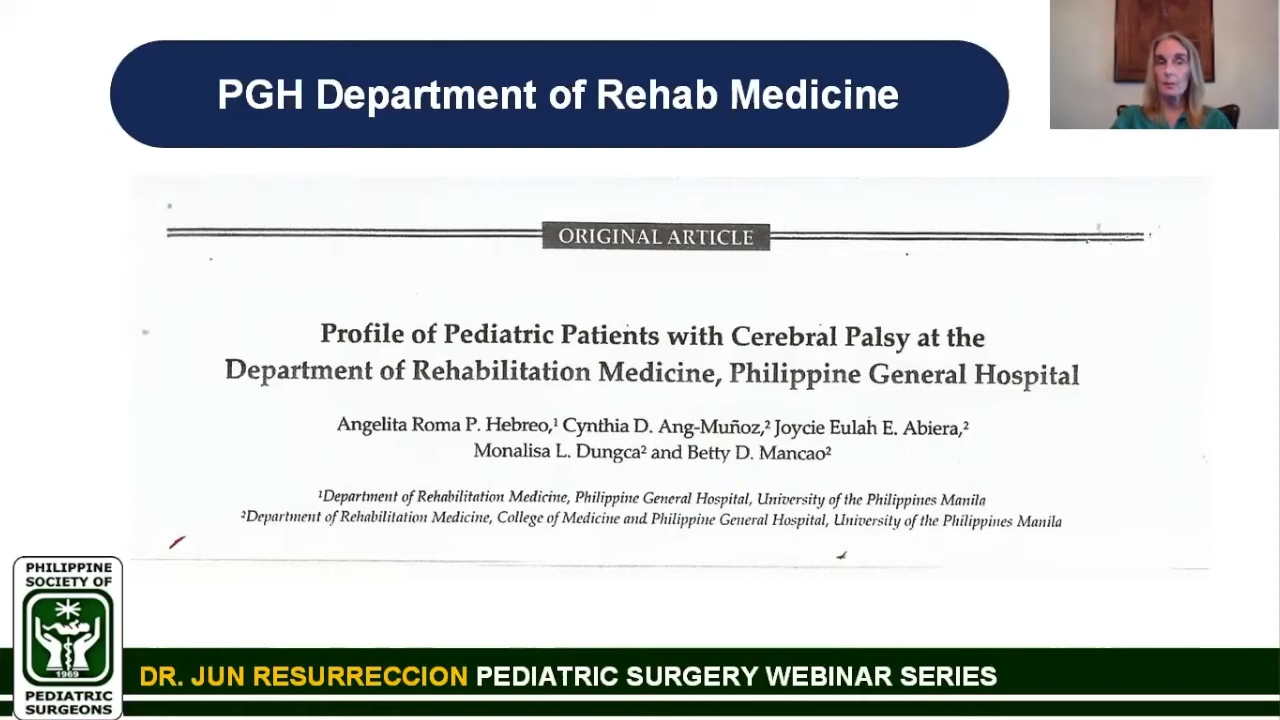 PGH Department of Rehab Medicine
ORIGINAL ARTICLE
Profile of Pediatric Patients with Cerebral Palsy at the
Department of Rehabilitation Medicine, Philippine General Hospital
Angelita Roma P. Hebreo,¹ Cynthia D. Ang-Muñoz,² Joycie Eulah E. Abiera,²
Monalisa L. Dungca² and Betty D. Mancao²
¹Department of Rehabilitation Medicine, Philippine General Hospital, University of the Philippines Manila
²Department of Rehabilitation Medicine, College of Medicine and Philippine General Hospital, University of the Philippines Manila
PHILIPPINE
SOCIETY OF
1969
PEDIATRIC
SURGEONS
DR. JUN RESURRECCION PEDIATRIC SURGERY WEBINAR SERIES